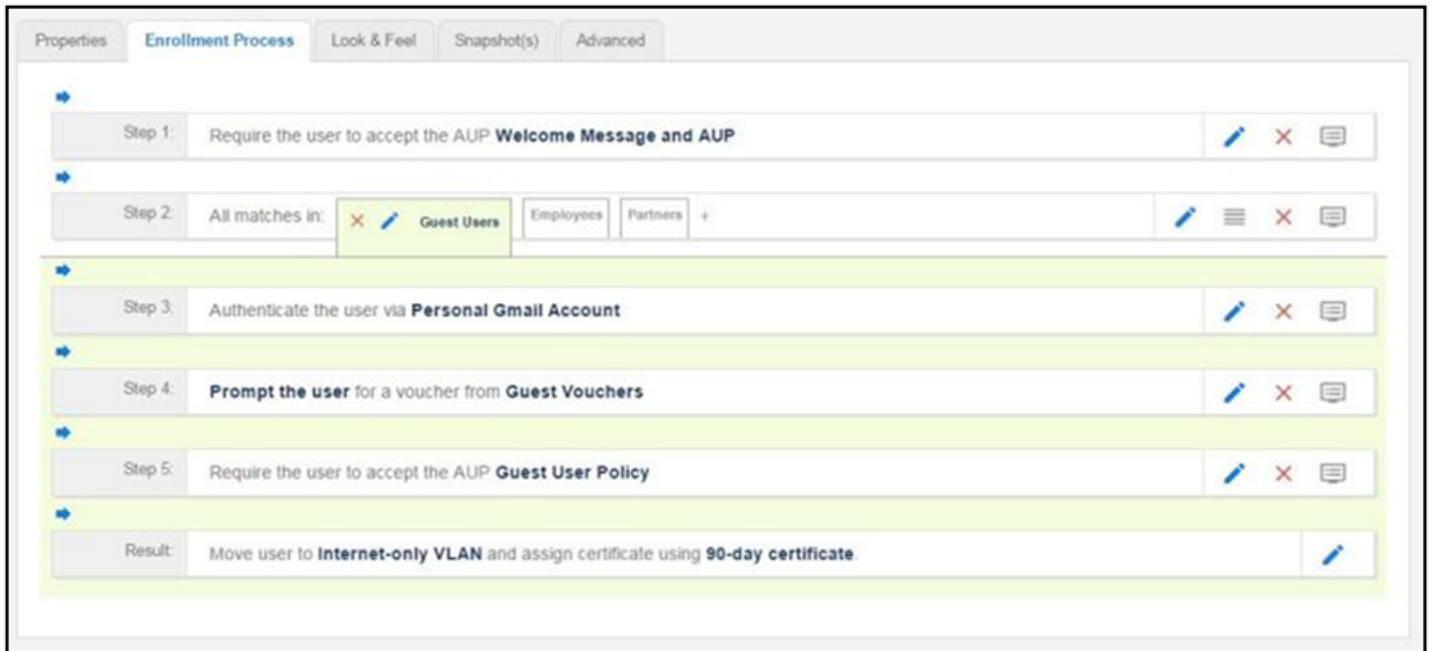 Properties Enrollment Process Look & Feel Snapshot(s) Advanced
Step 1: Require the user to accept the AUP Welcome Message and AUP
Step 2: All matches in: Guest Users Employees Partners +
Step 3: Authenticate the user via Personal Gmail Account
Step 4: Prompt the user for a voucher from Guest Vouchers
Step 5: Require the user to accept the AUP Guest User Policy
Result: Move user to Internet-only VLAN and assign certificate using 90-day certificate.